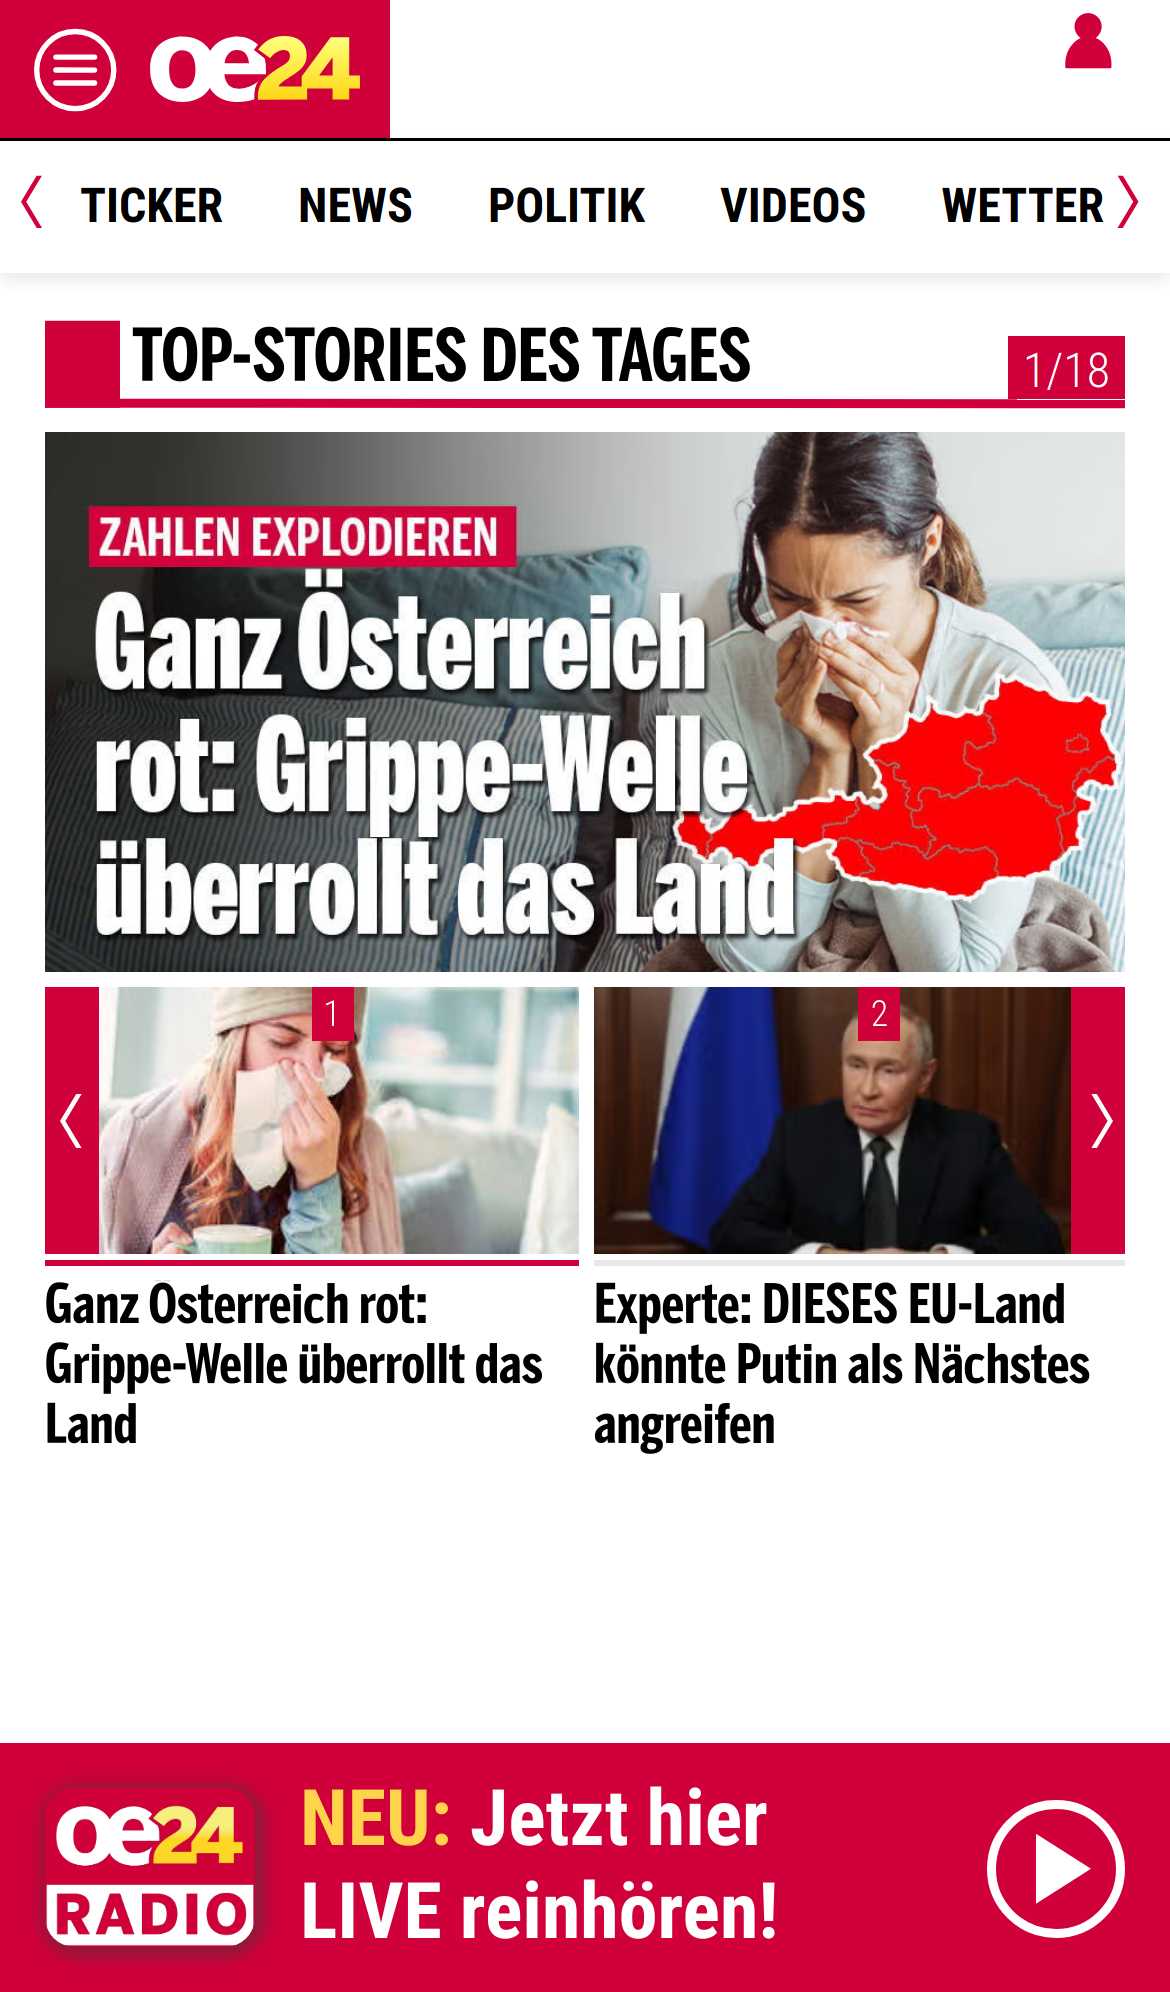 oe24
TICKER NEWS POLITIK VIDEOS WETTER
TOP-STORIES DES TAGES
1/18
ZAHLEN EXPLODIEREN
Ganz Österreich
rot: Grippe-Welle
überrollt das Land
1
2
Ganz Österreich rot:
Grippe-Welle überrollt das
Land
Experte: DIESES EU-Land
könnte Putin als Nächstes
angreifen
oe24
RADIO
NEU: Jetzt hier
LIVE reinhören!